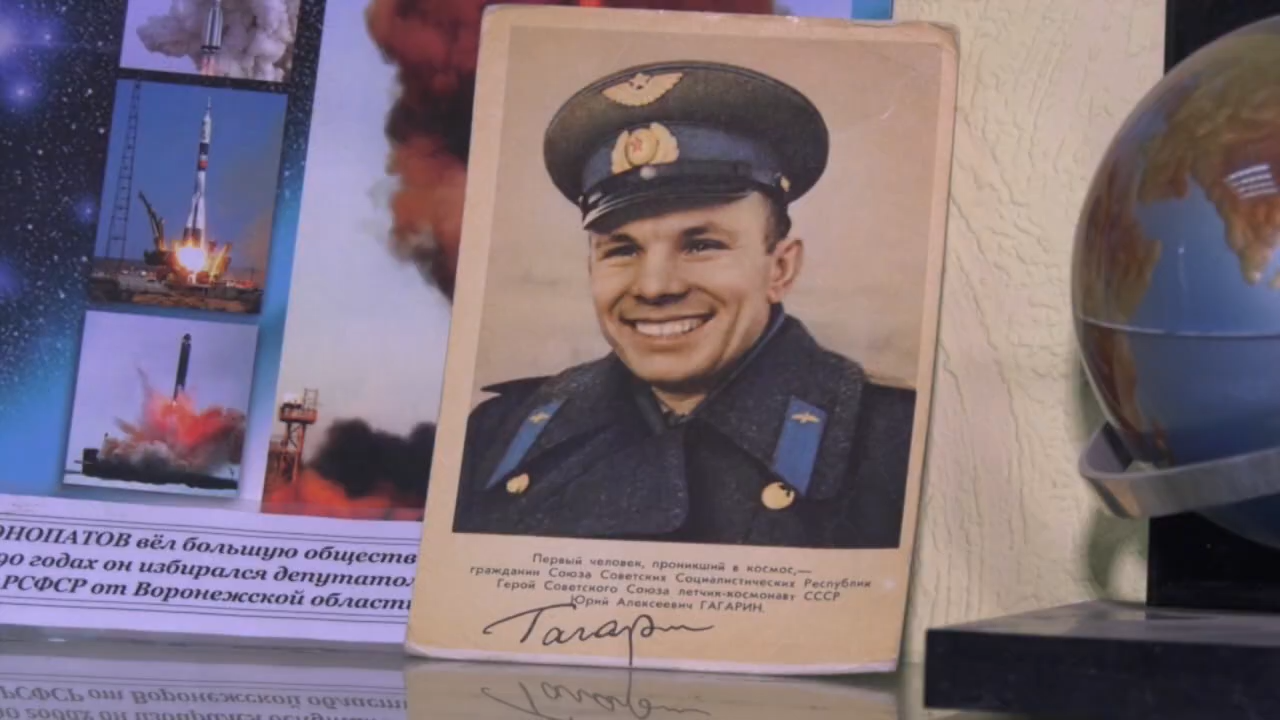 ОНОПАТОВ вёл большую обществ
90 годах он избирался депутатом
РСФСР от Воронежской области
Первый человек, проникший в космос,—
гражданин Союза Советских Социалистических Республик
Герой Советского Союза летчик-космонавт СССР
Юрий Алексеевич ГАГАРИН.
Гагарин